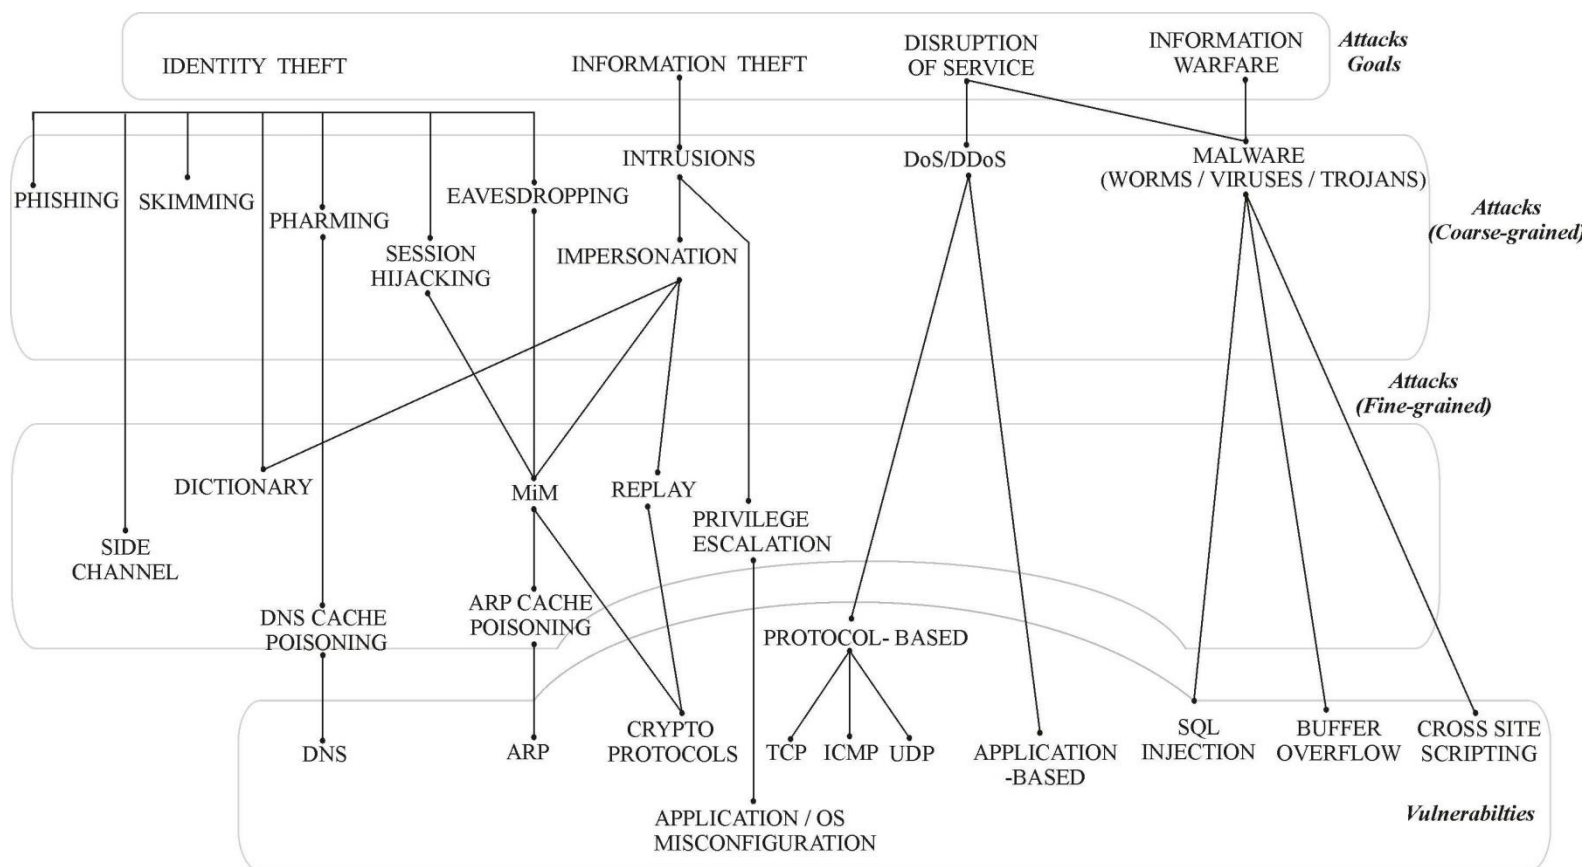 IDENTITY THEFT
INFORMATION THEFT
DISRUPTION
OF SERVICE
INFORMATION
WARFARE
Attacks
Goals
PHISHING
SKIMMING
PHARMING
SESSION
HIJACKING
EAVESDROPPING
INTRUSIONS
IMPERSONATION
DoS/DDoS
MALWARE
(WORMS / VIRUSES / TROJANS)
Attacks
(Coarse-grained)
Attacks
(Fine-grained)
DICTIONARY
MiM
REPLAY
PRIVILEGE
ESCALATION
SIDE
CHANNEL
DNS CACHE
POISONING
ARP CACHE
POISONING
PROTOCOL- BASED
DNS
ARP
CRYPTO
PROTOCOLS
TCP
ICMP
UDP
APPLICATION
-BASED
SQL
INJECTION
BUFFER
OVERFLOW
CROSS SITE
SCRIPTING
APPLICATION / OS
MISCONFIGURATION
Vulnerabilties